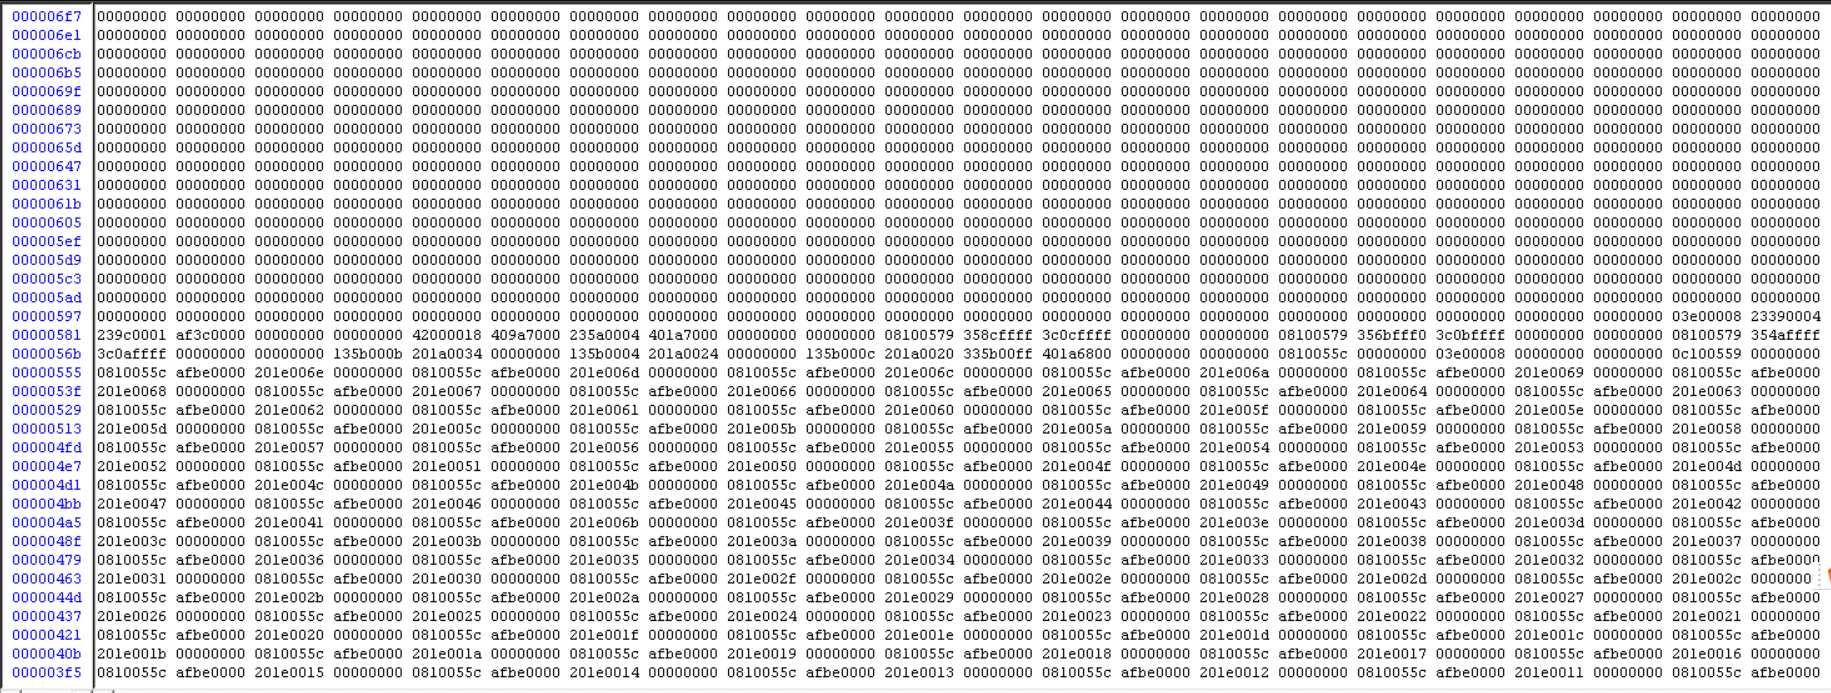 000006f7 00000000 00000000 00000000 00000000 00000000 00000000 00000000 00000000 00000000 00000000 00000000 00000000 00000000 00000000 00000000 00000000 00000000 00000000 00000000 00000000 00000000 00000000
000006e1 00000000 00000000 00000000 00000000 00000000 00000000 00000000 00000000 00000000 00000000 00000000 00000000 00000000 00000000 00000000 00000000 00000000 00000000 00000000 00000000 00000000 00000000
000006cb 00000000 00000000 00000000 00000000 00000000 00000000 00000000 00000000 00000000 00000000 00000000 00000000 00000000 00000000 00000000 00000000 00000000 00000000 00000000 00000000 00000000 00000000
000006b5 00000000 00000000 00000000 00000000 00000000 00000000 00000000 00000000 00000000 00000000 00000000 00000000 00000000 00000000 00000000 00000000 00000000 00000000 00000000 00000000 00000000 00000000
0000069f 00000000 00000000 00000000 00000000 00000000 00000000 00000000 00000000 00000000 00000000 00000000 00000000 00000000 00000000 00000000 00000000 00000000 00000000 00000000 00000000 00000000 00000000
00000689 00000000 00000000 00000000 00000000 00000000 00000000 00000000 00000000 00000000 00000000 00000000 00000000 00000000 00000000 00000000 00000000 00000000 00000000 00000000 00000000 00000000 00000000
00000673 00000000 00000000 00000000 00000000 00000000 00000000 00000000 00000000 00000000 00000000 00000000 00000000 00000000 00000000 00000000 00000000 00000000 00000000 00000000 00000000 00000000 00000000
0000065d 00000000 00000000 00000000 00000000 00000000 00000000 00000000 00000000 00000000 00000000 00000000 00000000 00000000 00000000 00000000 00000000 00000000 00000000 00000000 00000000 00000000 00000000
00000647 00000000 00000000 00000000 00000000 00000000 00000000 00000000 00000000 00000000 00000000 00000000 00000000 00000000 00000000 00000000 00000000 00000000 00000000 00000000 00000000 00000000 00000000
00000631 00000000 00000000 00000000 00000000 00000000 00000000 00000000 00000000 00000000 00000000 00000000 00000000 00000000 00000000 00000000 00000000 00000000 00000000 00000000 00000000 00000000 00000000
0000061b 00000000 00000000 00000000 00000000 00000000 00000000 00000000 00000000 00000000 00000000 00000000 00000000 00000000 00000000 00000000 00000000 00000000 00000000 00000000 00000000 00000000 00000000
00000605 00000000 00000000 00000000 00000000 00000000 00000000 00000000 00000000 00000000 00000000 00000000 00000000 00000000 00000000 00000000 00000000 00000000 00000000 00000000 00000000 00000000 00000000
000005ef 00000000 00000000 00000000 00000000 00000000 00000000 00000000 00000000 00000000 00000000 00000000 00000000 00000000 00000000 00000000 00000000 00000000 00000000 00000000 00000000 00000000 00000000
000005d9 00000000 00000000 00000000 00000000 00000000 00000000 00000000 00000000 00000000 00000000 00000000 00000000 00000000 00000000 00000000 00000000 00000000 00000000 00000000 00000000 00000000 00000000
000005c3 00000000 00000000 00000000 00000000 00000000 00000000 00000000 00000000 00000000 00000000 00000000 00000000 00000000 00000000 00000000 00000000 00000000 00000000 00000000 00000000 00000000 00000000
000005ad 00000000 00000000 00000000 00000000 00000000 00000000 00000000 00000000 00000000 00000000 00000000 00000000 00000000 00000000 00000000 00000000 00000000 00000000 00000000 00000000 00000000 00000000
00000597 00000000 00000000 00000000 00000000 00000000 00000000 00000000 00000000 00000000 00000000 00000000 00000000 00000000 00000000 00000000 00000000 00000000 00000000 00000000 00000000 03e00008 23390004
00000581 239c0001 af3c0000 00000000 00000000 42000018 409a7000 235a0004 401a7000 00000000 00000000 08100579 358cffff 3c0cffff 00000000 00000000 08100579 356bfff0 3c0bffff 00000000 00000000 08100579 354affff
0000056b 3c0affff 00000000 00000000 135b000b 201a0034 00000000 135b0004 201a0024 00000000 135b000c 201a0020 335b00ff 401a6800 00000000 00000000 0810055c 00000000 03e00008 00000000 00000000 0c100559 00000000
00000555 0810055c afbe0000 201e006e 00000000 0810055c afbe0000 201e006d 00000000 0810055c afbe0000 201e006c 00000000 0810055c afbe0000 201e006a 00000000 0810055c afbe0000 201e0069 00000000 0810055c afbe0000
0000053f 201e0068 00000000 0810055c afbe0000 201e0067 00000000 0810055c afbe0000 201e0066 00000000 0810055c afbe0000 201e0065 00000000 0810055c afbe0000 201e0064 00000000 0810055c afbe0000 201e0063 00000000
00000529 0810055c afbe0000 201e0062 00000000 0810055c afbe0000 201e0061 00000000 0810055c afbe0000 201e0060 00000000 0810055c afbe0000 201e005f 00000000 0810055c afbe0000 201e005e 00000000 0810055c afbe0000
00000513 201e005d 00000000 0810055c afbe0000 201e005c 00000000 0810055c afbe0000 201e005b 00000000 0810055c afbe0000 201e005a 00000000 0810055c afbe0000 201e0059 00000000 0810055c afbe0000 201e0058 00000000
000004fd 0810055c afbe0000 201e0057 00000000 0810055c afbe0000 201e0056 00000000 0810055c afbe0000 201e0055 00000000 0810055c afbe0000 201e0054 00000000 0810055c afbe0000 201e0053 00000000 0810055c afbe0000
000004e7 201e0052 00000000 0810055c afbe0000 201e0051 00000000 0810055c afbe0000 201e0050 00000000 0810055c afbe0000 201e004f 00000000 0810055c afbe0000 201e004e 00000000 0810055c afbe0000 201e004d 00000000
000004d1 0810055c afbe0000 201e004c 00000000 0810055c afbe0000 201e004b 00000000 0810055c afbe0000 201e004a 00000000 0810055c afbe0000 201e0049 00000000 0810055c afbe0000 201e0048 00000000 0810055c afbe0000
000004bb 201e0047 00000000 0810055c afbe0000 201e0046 00000000 0810055c afbe0000 201e0045 00000000 0810055c afbe0000 201e0044 00000000 0810055c afbe0000 201e0043 00000000 0810055c afbe0000 201e0042 00000000
000004a5 0810055c afbe0000 201e0041 00000000 0810055c afbe0000 201e006b 00000000 0810055c afbe0000 201e003f 00000000 0810055c afbe0000 201e003e 00000000 0810055c afbe0000 201e003d 00000000 0810055c afbe0000
0000048f 201e003c 00000000 0810055c afbe0000 201e003b 00000000 0810055c afbe0000 201e003a 00000000 0810055c afbe0000 201e0039 00000000 0810055c afbe0000 201e0038 00000000 0810055c afbe0000 201e0037 00000000
00000479 0810055c afbe0000 201e0036 00000000 0810055c afbe0000 201e0035 00000000 0810055c afbe0000 201e0034 00000000 0810055c afbe0000 201e0033 00000000 0810055c afbe0000 201e0032 00000000 0810055c afbe0000
00000463 201e0031 00000000 0810055c afbe0000 201e0030 00000000 0810055c afbe0000 201e002f 00000000 0810055c afbe0000 201e002e 00000000 0810055c afbe0000 201e002d 00000000 0810055c afbe0000 201e002c 00000000
0000044d 0810055c afbe0000 201e002b 00000000 0810055c afbe0000 201e002a 00000000 0810055c afbe0000 201e0029 00000000 0810055c afbe0000 201e0028 00000000 0810055c afbe0000 201e0027 00000000 0810055c afbe0000
00000437 201e0026 00000000 0810055c afbe0000 201e0025 00000000 0810055c afbe0000 201e0024 00000000 0810055c afbe0000 201e0023 00000000 0810055c afbe0000 201e0022 00000000 0810055c afbe0000 201e0021 00000000
00000421 0810055c afbe0000 201e0020 00000000 0810055c afbe0000 201e001f 00000000 0810055c afbe0000 201e001e 00000000 0810055c afbe0000 201e001d 00000000 0810055c afbe0000 201e001c 00000000 0810055c afbe0000
0000040b 201e001b 00000000 0810055c afbe0000 201e001a 00000000 0810055c afbe0000 201e0019 00000000 0810055c afbe0000 201e0018 00000000 0810055c afbe0000 201e0017 00000000 0810055c afbe0000 201e0016 00000000
000003f5 0810055c afbe0000 201e0015 00000000 0810055c afbe0000 201e0014 00000000 0810055c afbe0000 201e0013 00000000 0810055c afbe0000 201e0012 00000000 0810055c afbe0000 201e0011 00000000 0810055c afbe0000